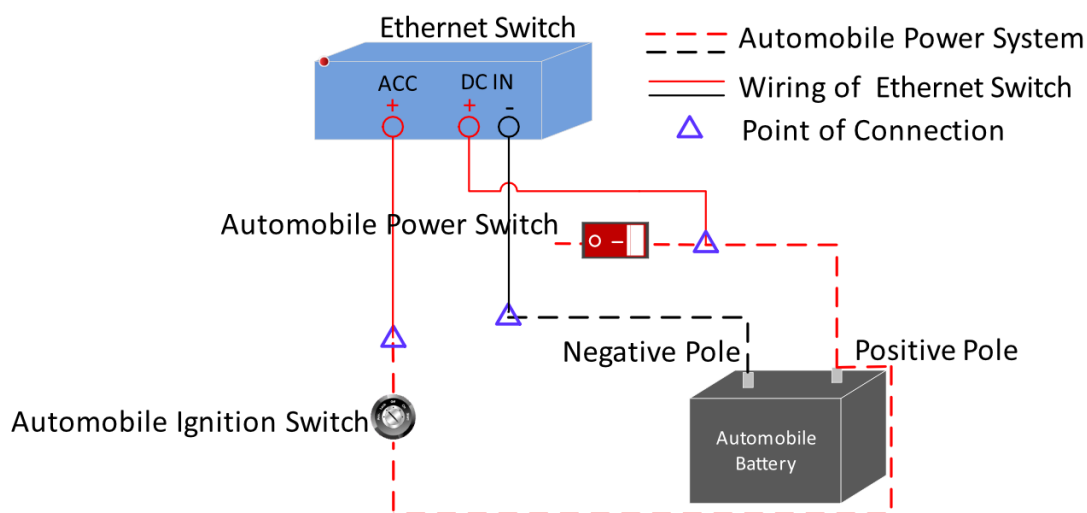 Ethernet Switch
Automobile Power System
ACC
DC IN
+
+
-
Wiring of Ethernet Switch
Point of Connection
Automobile Power Switch
Negative Pole
Positive Pole
Automobile Ignition Switch
Automobile
Battery